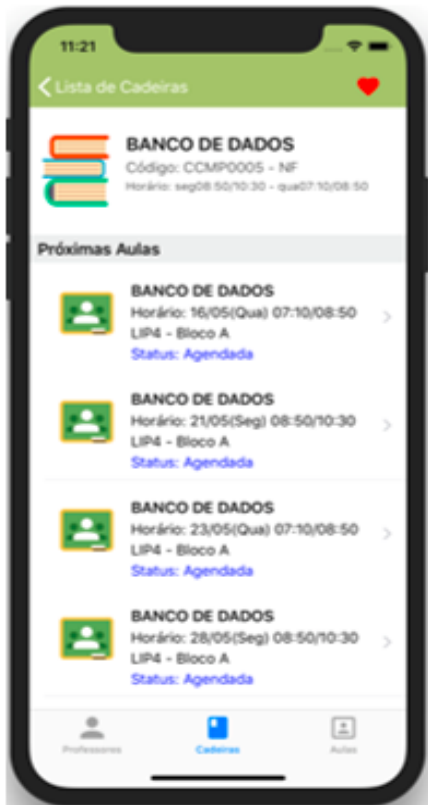 11:21
Lista de Cadeiras
BANCO DE DADOS
Código: CCMP0005 - NF
Horário: seg08:50/10:30 - qua07:10/08:50
Próximas Aulas
BANCO DE DADOS
Horário: 16/05(Qua) 07:10/08:50
LIP4 - Bloco A
Status: Agendada
BANCO DE DADOS
Horário: 21/05(Seg) 08:50/10:30
LIP4 - Bloco A
Status: Agendada
BANCO DE DADOS
Horário: 23/05(Qua) 07:10/08:50
LIP4 - Bloco A
Status: Agendada
BANCO DE DADOS
Horário: 28/05(Seg) 08:50/10:30
LIP4 - Bloco A
Status: Agendada
Professores
Cadeiras
Aulas